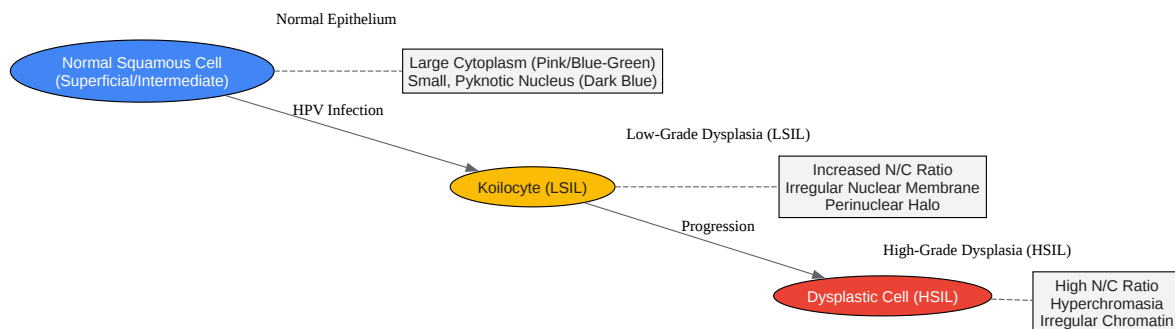 Normal Epithelium
Normal Squamous Cell
(Superficial/Intermediate)
Large Cytoplasm (Pink/Blue-Green)
Small, Pyknotic Nucleus (Dark Blue)
HPV Infection
Low-Grade Dysplasia (LSIL)
Koilocyte (LSIL)
Increased N/C Ratio
Irregular Nuclear Membrane
Perinuclear Halo
Progression
High-Grade Dysplasia (HSIL)
Dysplastic Cell (HSIL)
High N/C Ratio
Hyperchromasia
Irregular Chromatin